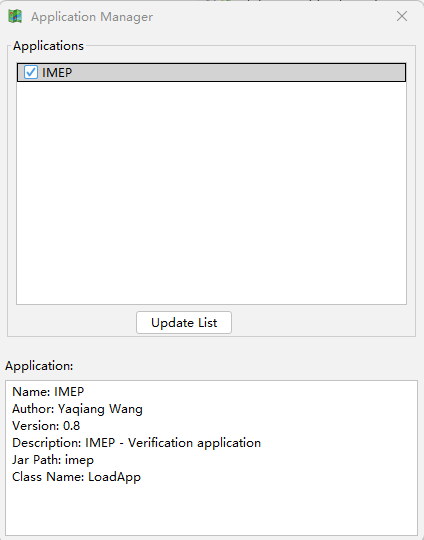 Application Manager
Applications
IMEP
Update List
Application:
Name: IMEP
Author: Yaqiang Wang
Version: 0.8
Description: IMEP - Verification application
Jar Path: imep
Class Name: LoadApp